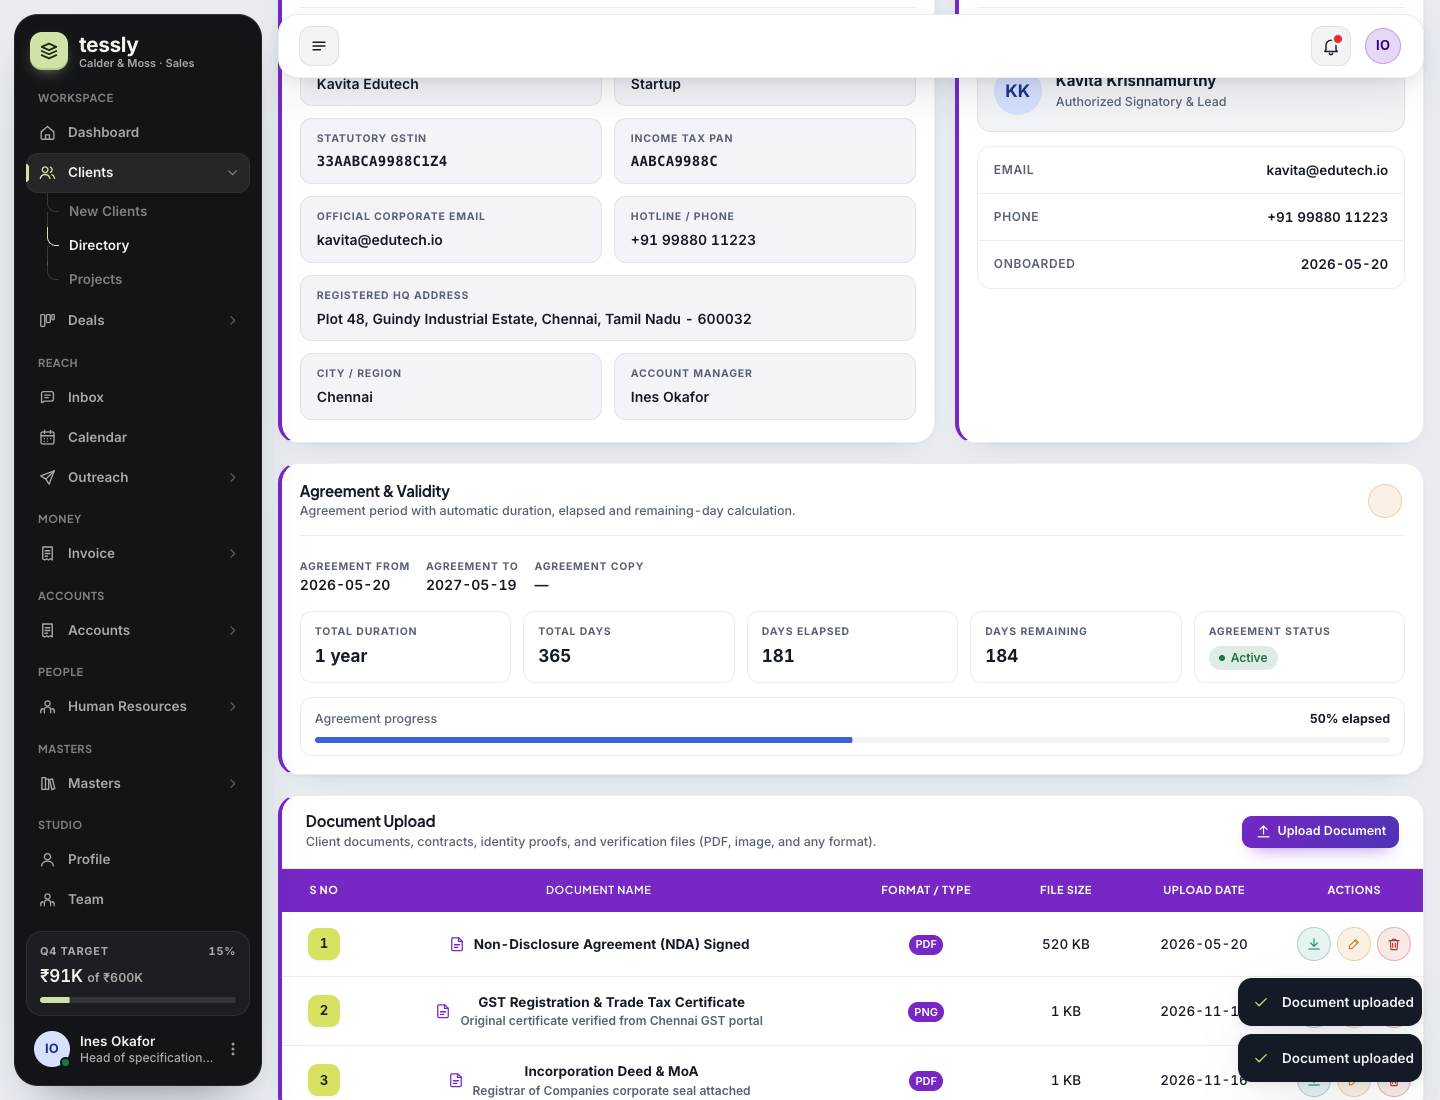 tessly
Calder & Moss · Sales
WORKSPACE
Dashboard
Clients
New Clients
Directory
Projects
Deals
REACH
Inbox
Calendar
Outreach
MONEY
Invoice
ACCOUNTS
Accounts
PEOPLE
Human Resources
MASTERS
Masters
STUDIO
Profile
Team
Q4 TARGET 15%
₹91K of ₹600K
IO Ines Okafor
Head of specification...
IO
Kavita Edutech
Startup
STATUTORY GSTIN
33AABCA9988C1Z4
INCOME TAX PAN
AABCA9988C
OFFICIAL CORPORATE EMAIL
kavita@edutech.io
HOTLINE / PHONE
+91 99880 11223
REGISTERED HQ ADDRESS
Plot 48, Guindy Industrial Estate, Chennai, Tamil Nadu - 600032
CITY / REGION
Chennai
ACCOUNT MANAGER
Ines Okafor
KK Kavita Krishnamurthy
Authorized Signatory & Lead
EMAIL kavita@edutech.io
PHONE +91 99880 11223
ONBOARDED 2026-05-20
Agreement & Validity
Agreement period with automatic duration, elapsed and remaining-day calculation.
AGREEMENT FROM AGREEMENT TO AGREEMENT COPY
2026-05-20 2027-05-19 —
TOTAL DURATION
1 year
TOTAL DAYS
365
DAYS ELAPSED
181
DAYS REMAINING
184
AGREEMENT STATUS
Active
Agreement progress 50% elapsed
Document Upload
Client documents, contracts, identity proofs, and verification files (PDF, image, and any format).
Upload Document
S NO DOCUMENT NAME FORMAT / TYPE FILE SIZE UPLOAD DATE ACTIONS
1 Non-Disclosure Agreement (NDA) Signed PDF 520 KB 2026-05-20
2 GST Registration & Trade Tax Certificate PNG 1 KB 2026-11-1
Original certificate verified from Chennai GST portal
3 Incorporation Deed & MoA PDF 1 KB 2026-11-16
Registrar of Companies corporate seal attached
Document uploaded
Document uploaded